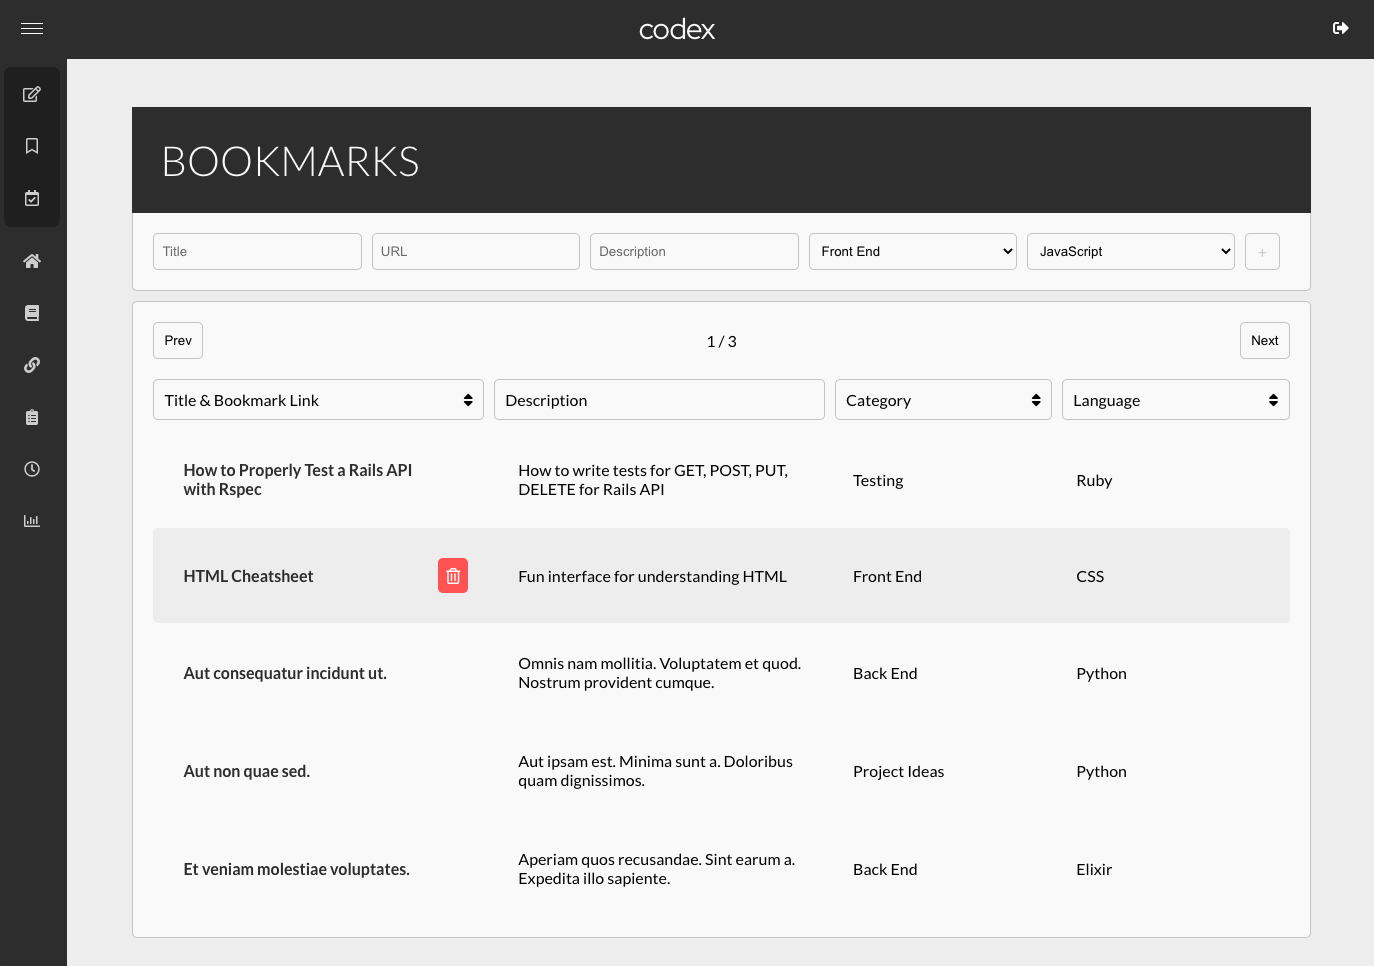 codex
BOOKMARKS
Title
URL
Description
Front End
JavaScript
+
Prev
1 / 3
Next
Title & Bookmark Link
Description
Category
Language
How to Properly Test a Rails API
with Rspec
How to write tests for GET, POST, PUT,
DELETE for Rails API
Testing
Ruby
HTML Cheatsheet
Fun interface for understanding HTML
Front End
CSS
Aut consequatur incidunt ut.
Omnis nam mollitia. Voluptatem et quod.
Nostrum provident cumque.
Back End
Python
Aut non quae sed.
Aut ipsam est. Minima sunt a. Doloribus
quam dignissimos.
Project Ideas
Python
Et veniam molestiae voluptates.
Aperiam quos recusandae. Sint earum a.
Expedita illo sapiente.
Back End
Elixir